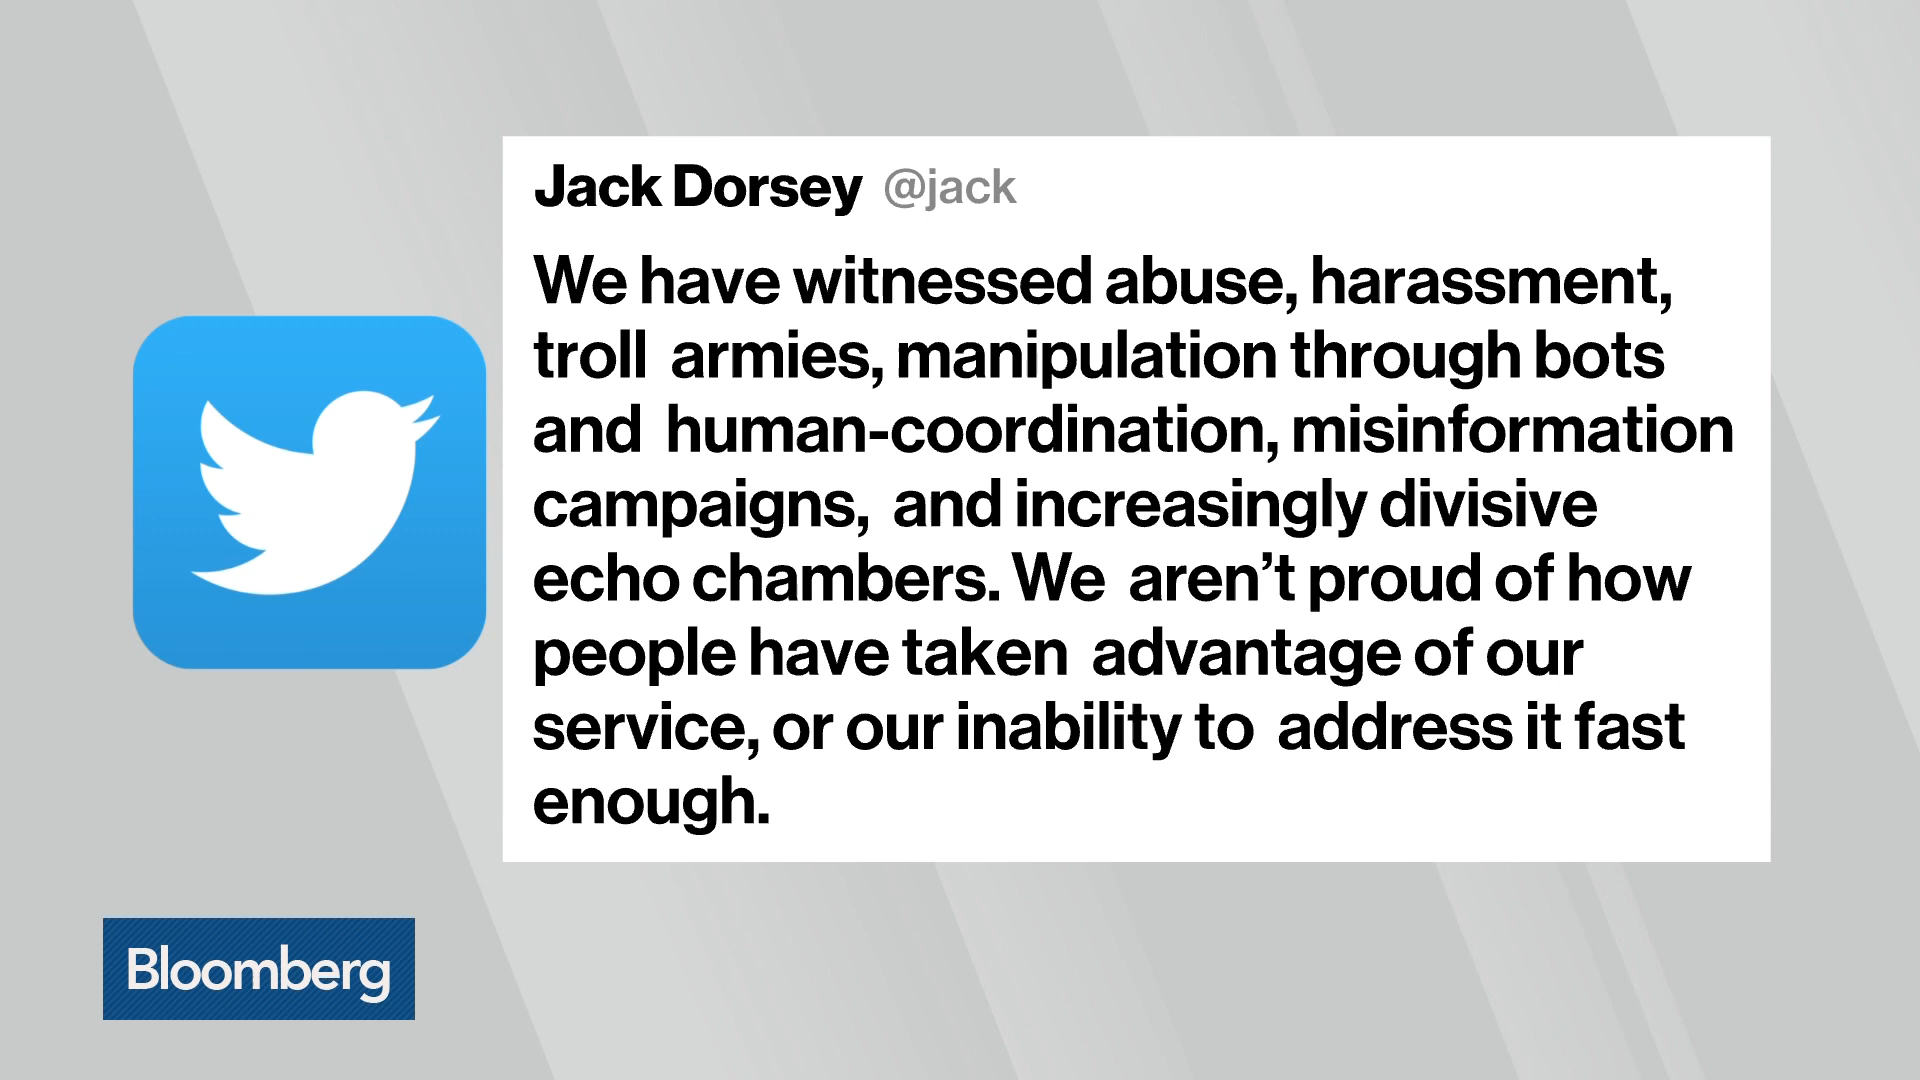 Jack Dorsey @jack
We have witnessed abuse, harassment,
troll armies, manipulation through bots
and human-coordination, misinformation
campaigns, and increasingly divisive
echo chambers. We aren’t proud of how
people have taken advantage of our
service, or our inability to address it fast
enough.
Bloomberg